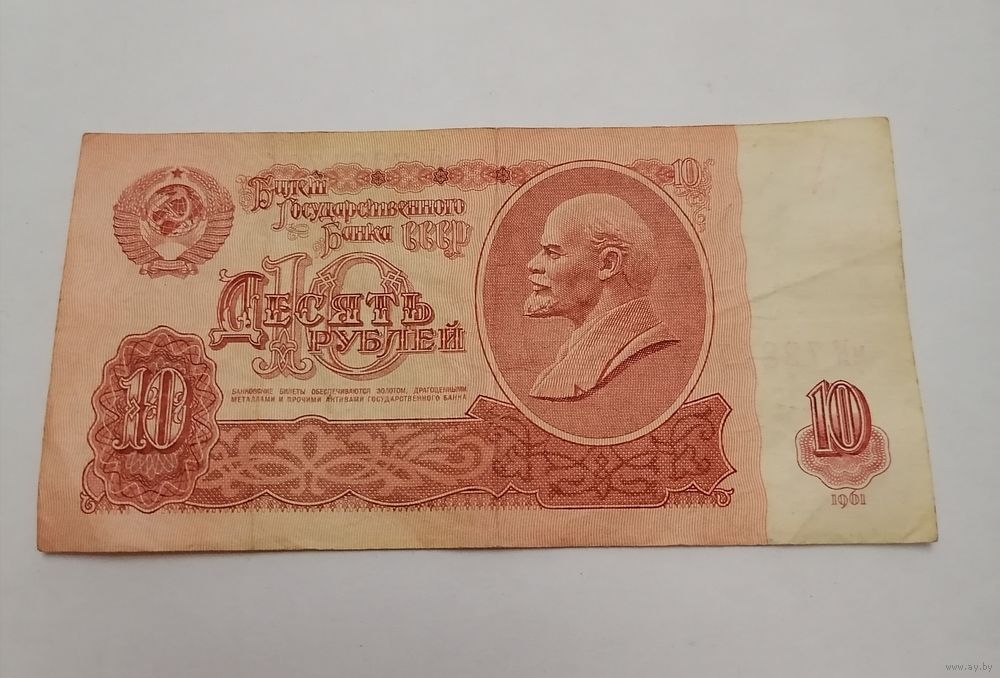 Билет
Государственного
Банка СССР
10
10
Десять
рублей
БАНКОВСКИЕ БИЛЕТЫ ОБЕСПЕЧИВАЮТСЯ ЗОЛОТОМ, ДРАГОЦЕННЫМИ
МЕТАЛЛАМИ И ПРОЧИМИ АКТИВАМИ ГОСУДАРСТВЕННОГО БАНКА
10
10
1961
www.ay.by